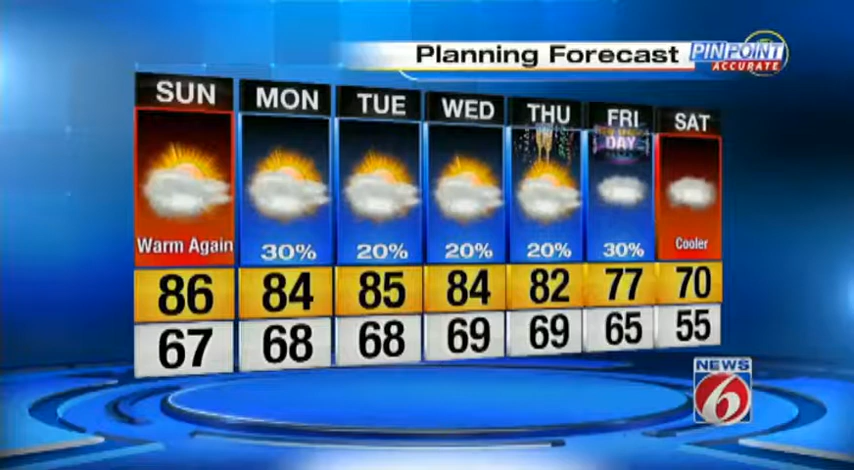 Planning Forecast
PINPOINT
ACCURATE
SUN MON TUE WED THU FRI SAT
DAY
Warm Again 30% 20% 20% 20% 30% Cooler
86 84 85 84 82 77 70
67 68 68 69 69 65 55
NEWS
6